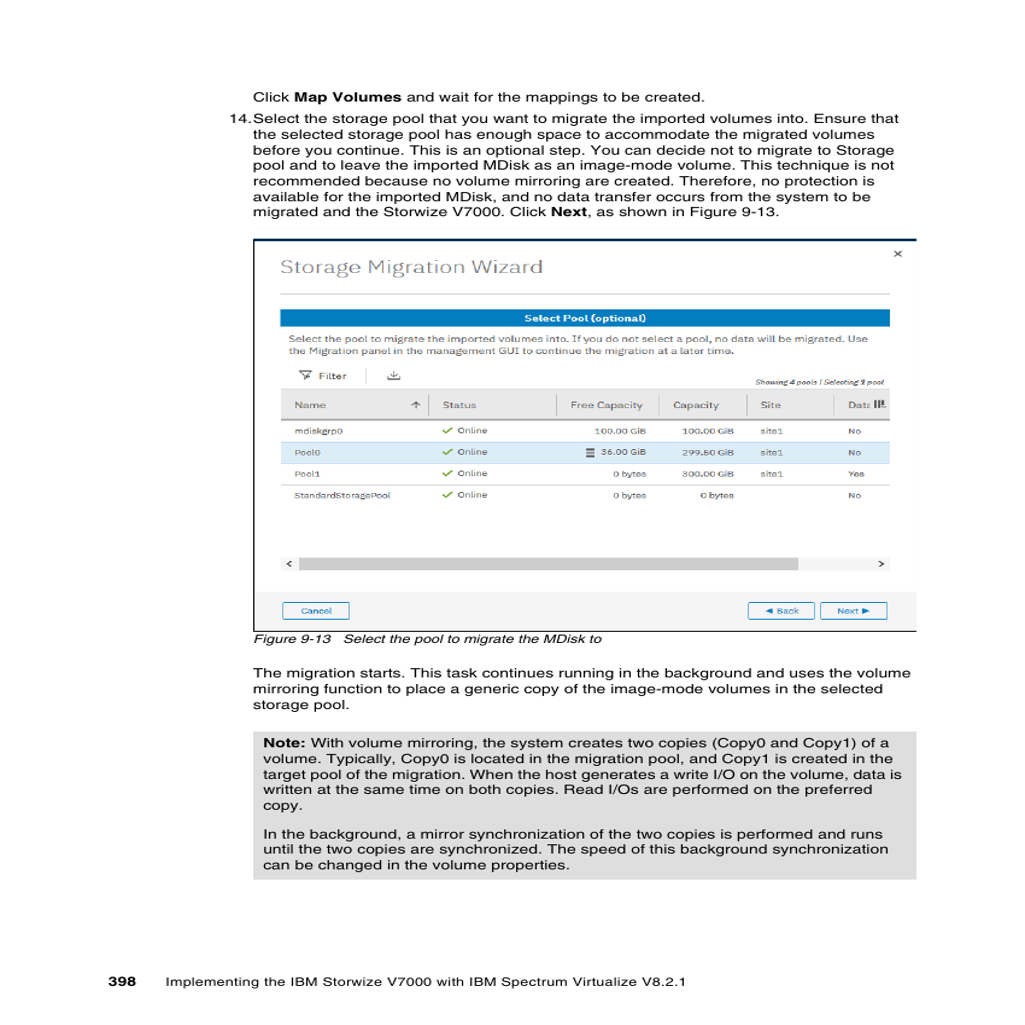 Click Map Volumes and wait for the mappings to be created.
14.Select the storage pool that you want to migrate the imported volumes into. Ensure that
the selected storage pool has enough space to accommodate the migrated volumes
before you continue. This is an optional step. You can decide not to migrate to Storage
pool and to leave the imported MDisk as an image-mode volume. This technique is not
recommended because no volume mirroring are created. Therefore, no protection is
available for the imported MDisk, and no data transfer occurs from the system to be
migrated and the Storwize V7000. Click Next, as shown in Figure 9-13.
Storage Migration Wizard
Select Pool (optional)
Select the pool to migrate the imported volumes into. If you do not select a pool, no data will be migrated. Use
the Migration panel in the management GUI to continue the migration at a later time.
Filter
Showing 4 pools | Selecting 1 pool
Name Status Free Capacity Capacity Site Data
mdiskgrp0 Online 100.00 GiB 100.00 GiB site1 No
Pool0 Online 36.00 GiB 299.50 GiB site1 No
Pool1 Online 0 bytes 300.00 GiB site1 Yes
StandardStoragePool Online 0 bytes 0 bytes No
Cancel Back Next
Figure 9-13 Select the pool to migrate the MDisk to
The migration starts. This task continues running in the background and uses the volume
mirroring function to place a generic copy of the image-mode volumes in the selected
storage pool.
Note: With volume mirroring, the system creates two copies (Copy0 and Copy1) of a
volume. Typically, Copy0 is located in the migration pool, and Copy1 is created in the
target pool of the migration. When the host generates a write I/O on the volume, data is
written at the same time on both copies. Read I/Os are performed on the preferred
copy.
In the background, a mirror synchronization of the two copies is performed and runs
until the two copies are synchronized. The speed of this background synchronization
can be changed in the volume properties.
398 Implementing the IBM Storwize V7000 with IBM Spectrum Virtualize V8.2.1